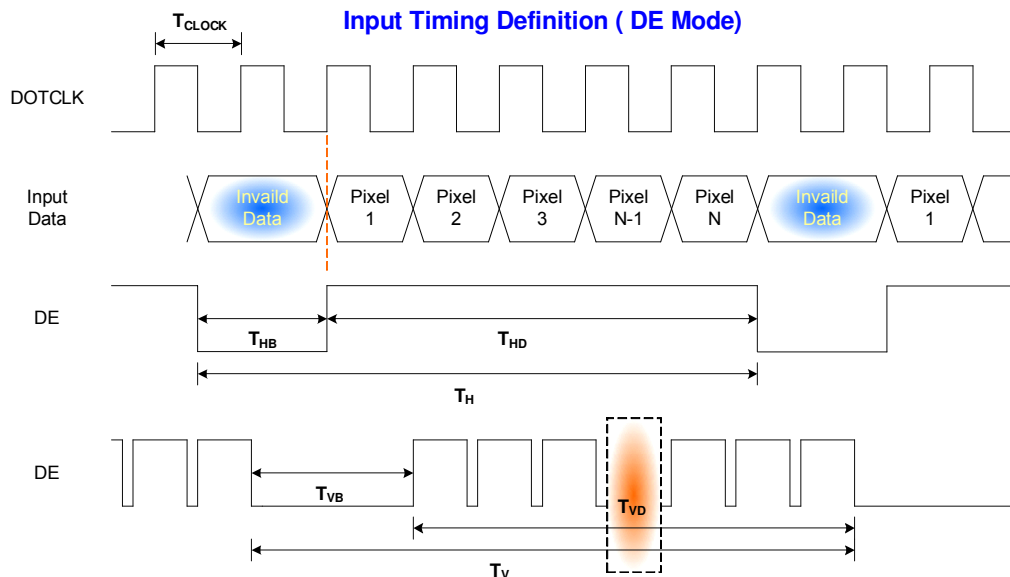 Input Timing Definition ( DE Mode)
TCLOCK
DOTCLK
Input
Data
Invaild
Data
Pixel
1
Pixel
2
Pixel
3
Pixel
N-1
Pixel
N
Invaild
Data
Pixel
1
DE
THB
THD
TH
DE
TVB
TVD
TV